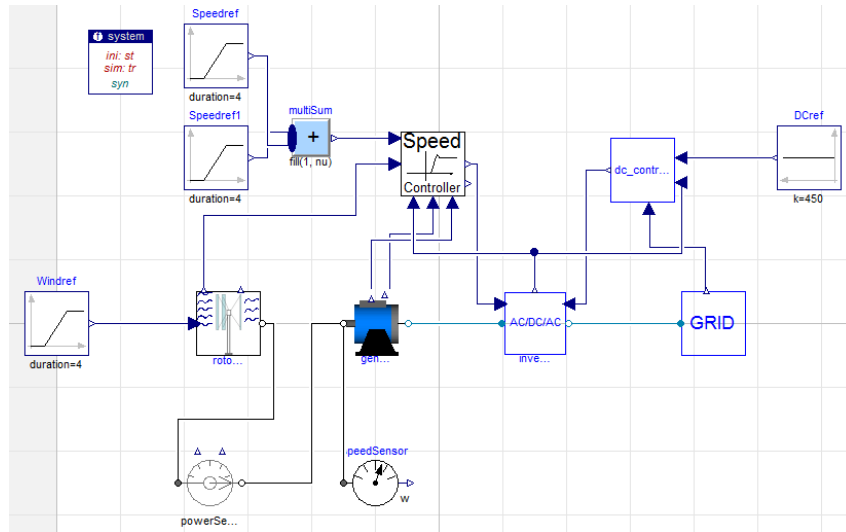 Speedref
system
ini: st
sim: tr
syn
duration=4
Speedref1
multiSum
+
fill(1, nu)
duration=4
Speed
Controller
dc_contr...
DCref
k=450
Windref
duration=4
roto...
gen...
AC/DC/AC
inve...
GRID
peedSensor
w
powerSe...